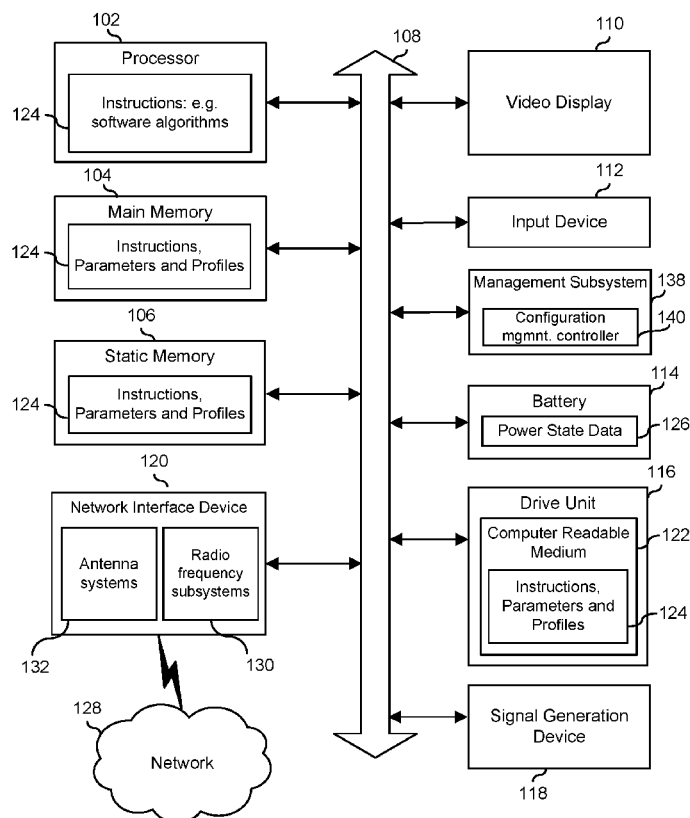 102
Processor
124
Instructions: e.g.
software algorithms
104
Main Memory
124
Instructions,
Parameters and Profiles
106
Static Memory
124
Instructions,
Parameters and Profiles
120
Network Interface Device
Antenna
systems
Radio
frequency
subsystems
132
130
128
Network
108
110
Video Display
112
Input Device
Management Subsystem
138
Configuration
mgmnt. controller
140
114
Battery
Power State Data
126
116
Drive Unit
Computer Readable
Medium
122
Instructions,
Parameters and
Profiles
124
Signal Generation
Device
118